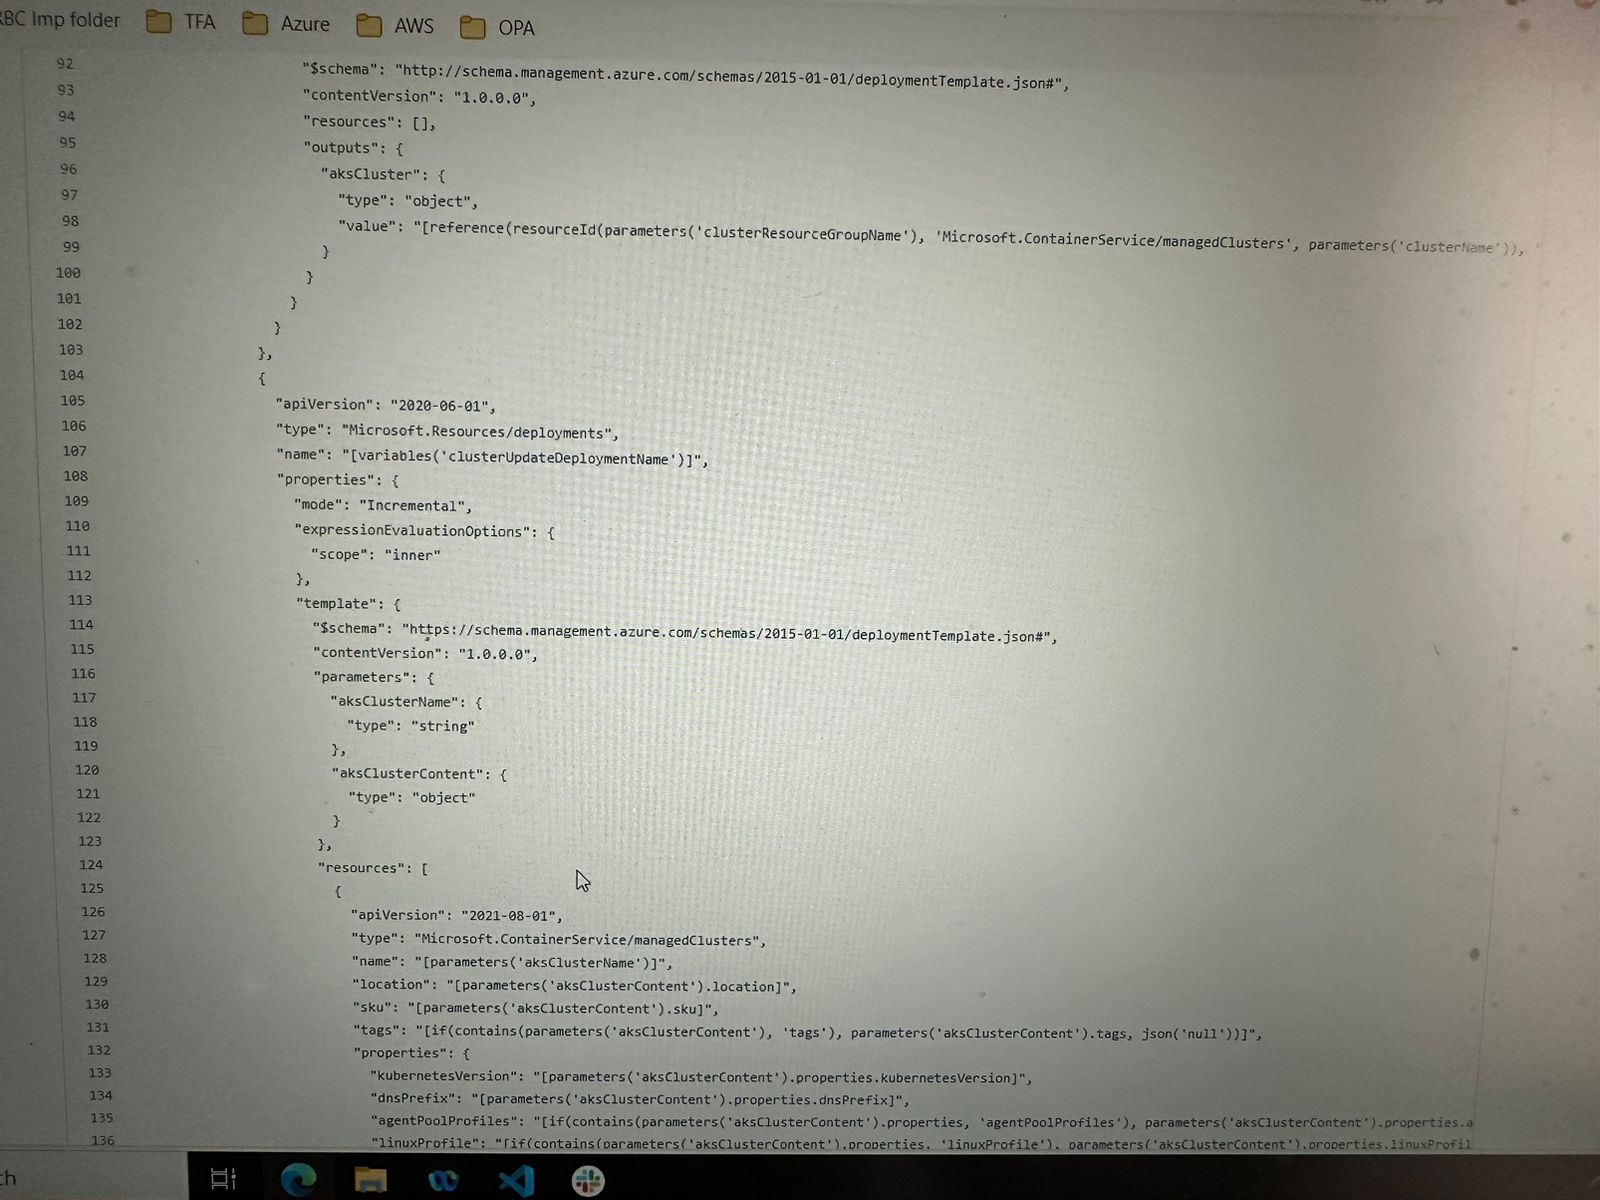 RBC Imp folder TFA Azure AWS OPA
92 "$schema": "http://schema.management.azure.com/schemas/2015-01-01/deploymentTemplate.json#",
93 "contentVersion": "1.0.0.0",
94 "resources": [],
95 "outputs": {
96 "aksCluster": {
97 "type": "object",
98 "value": "[reference(resourceId(parameters('clusterResourceGroupName'), 'Microsoft.ContainerService/managedClusters', parameters('clusterName')),
99 }
100 }
101 }
102 }
103 },
104 {
105 "apiVersion": "2020-06-01",
106 "type": "Microsoft.Resources/deployments",
107 "name": "[variables('clusterUpdateDeploymentName')]",
108 "properties": {
109 "mode": "Incremental",
110 "expressionEvaluationOptions": {
111 "scope": "inner"
112 },
113 "template": {
114 "$schema": "https://schema.management.azure.com/schemas/2015-01-01/deploymentTemplate.json#",
115 "contentVersion": "1.0.0.0",
116 "parameters": {
117 "aksClusterName": {
118 "type": "string"
119 },
120 "aksClusterContent": {
121 "type": "object"
122 }
123 },
124 "resources": [
125 {
126 "apiVersion": "2021-08-01",
127 "type": "Microsoft.ContainerService/managedClusters",
128 "name": "[parameters('aksClusterName')]",
129 "location": "[parameters('aksClusterContent').location]",
130 "sku": "[parameters('aksClusterContent').sku]",
131 "tags": "[if(contains(parameters('aksClusterContent'), 'tags'), parameters('aksClusterContent').tags, json('null'))]",
132 "properties": {
133 "kubernetesVersion": "[parameters('aksClusterContent').properties.kubernetesVersion]",
134 "dnsPrefix": "[parameters('aksClusterContent').properties.dnsPrefix]",
135 "agentPoolProfiles": "[if(contains(parameters('aksClusterContent').properties, 'agentPoolProfiles'), parameters('aksClusterContent').properties.a
136 "linuxProfile": "[if(contains(parameters('aksClusterContent').properties, 'linuxProfile'), parameters('aksClusterContent').properties.linuxProfil